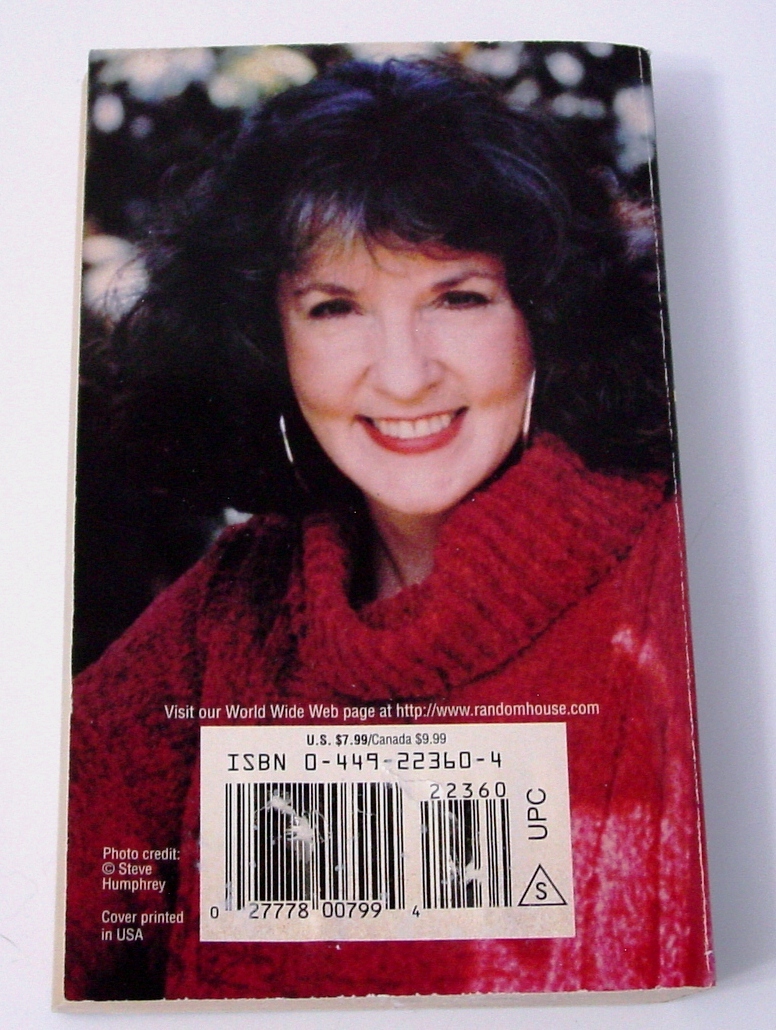 Visit our World Wide Web page at http://www.randomhouse.com
U.S. $7.99/Canada $9.99
ISBN 0-449-22360-4
22360
UPC
S
0 27778 00799 4
Photo credit:
© Steve
Humphrey
Cover printed
in USA